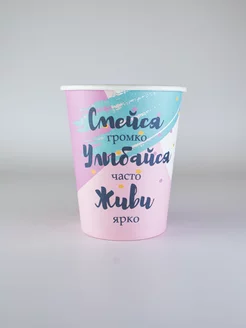 Смейся
громко
Улыбайся
часто
Живи
ярко